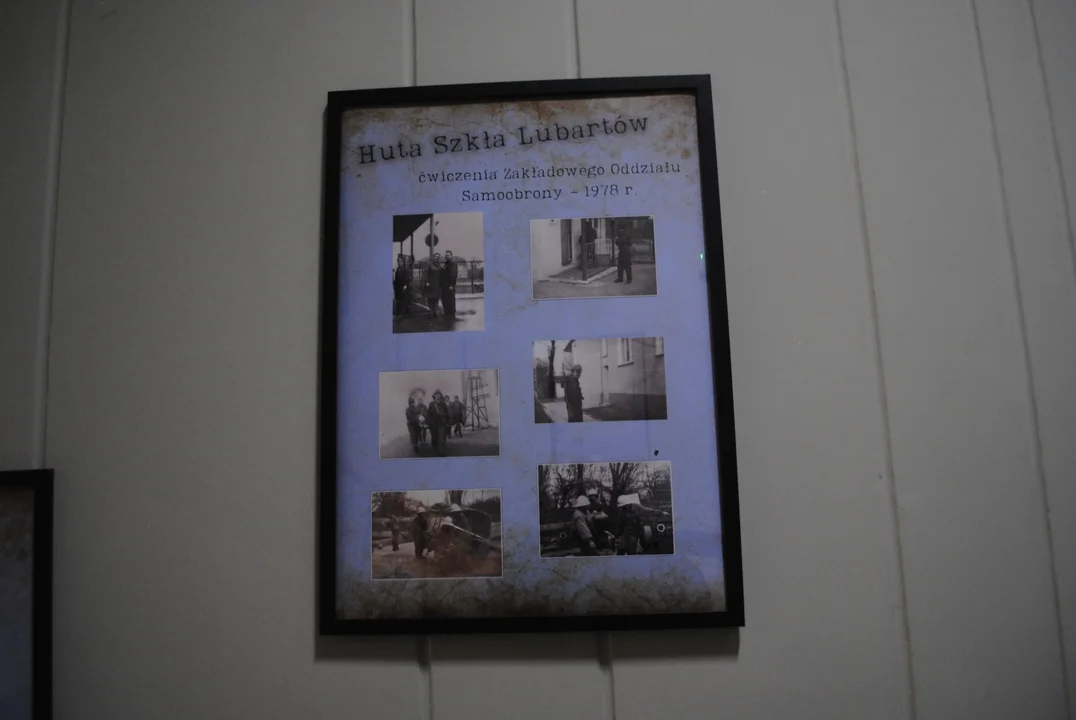 Huta Szkła Lubartów
ćwiczenia Zakładowego Oddziału
Samoobrony - 1978 r.